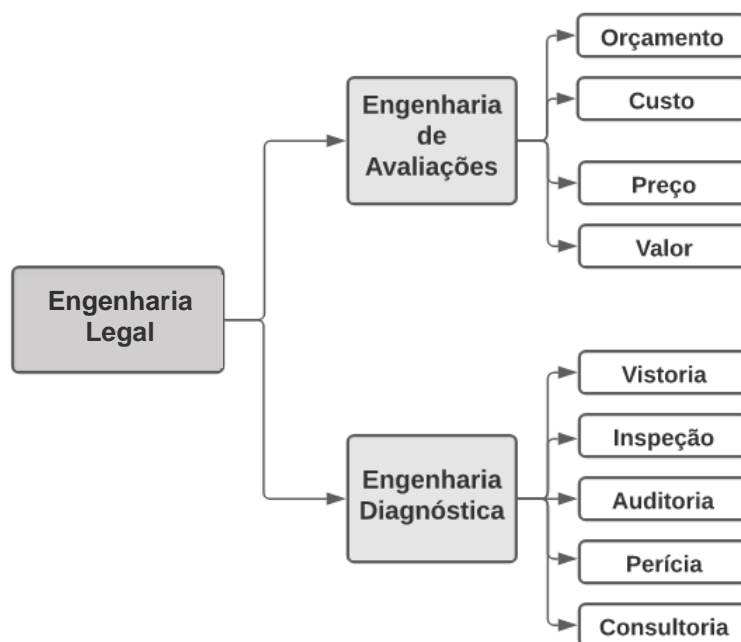 Engenharia
Legal
Engenharia
de
Avaliações
Orçamento
Custo
Preço
Valor
Engenharia
Diagnóstica
Vistoria
Inspeção
Auditoria
Perícia
Consultoria